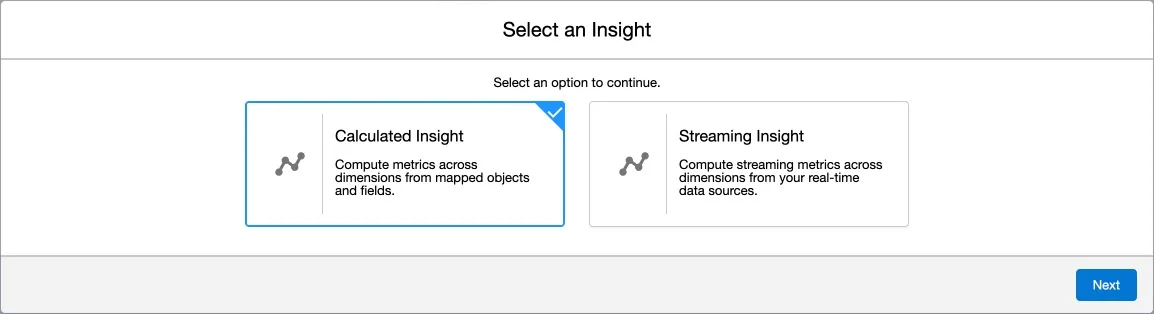 Select an Insight
Select an option to continue.
Calculated Insight
Compute metrics across
dimensions from mapped objects
and fields.
Streaming Insight
Compute streaming metrics across
dimensions from your real-time
data sources.
Next